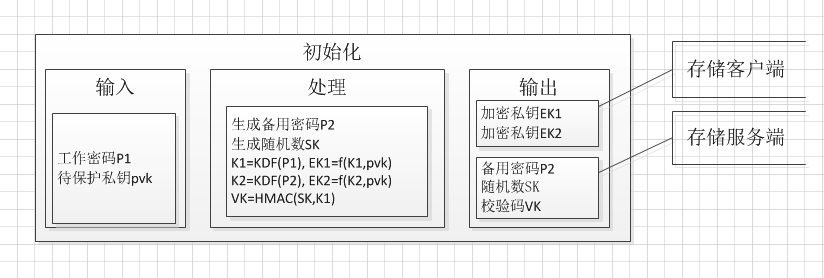 初始化
输入
工作密码P1
待保护私钥pvk
处理
生成备用密码P2
生成随机数SK
K1=KDF(P1), EK1=f(K1,pvk)
K2=KDF(P2), EK2=f(K2,pvk)
VK=HMAC(SK,K1)
输出
加密私钥EK1
加密私钥EK2
备用密码P2
随机数SK
校验码VK
存储客户端
存储服务端